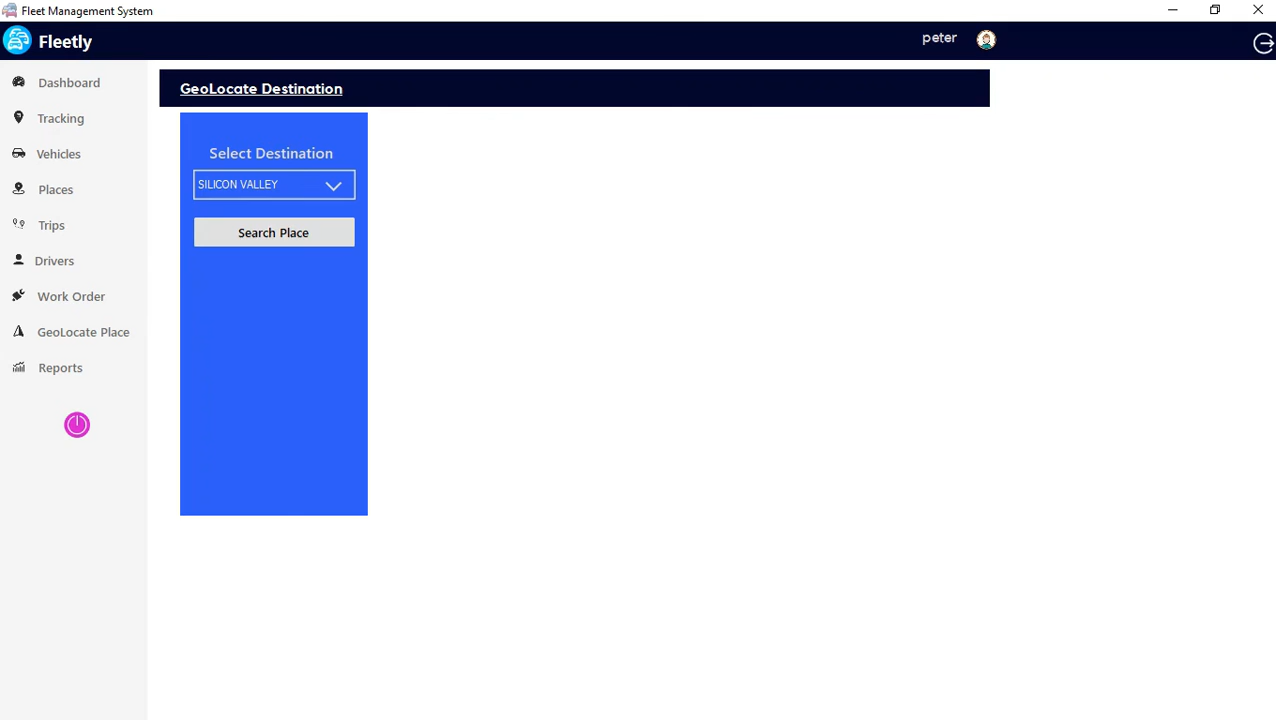 Fleet Management System
Fleetly
peter
Dashboard
Tracking
Vehicles
Places
Trips
Drivers
Work Order
GeoLocate Place
Reports
GeoLocate Destination
Select Destination
SILICON VALLEY
Search Place